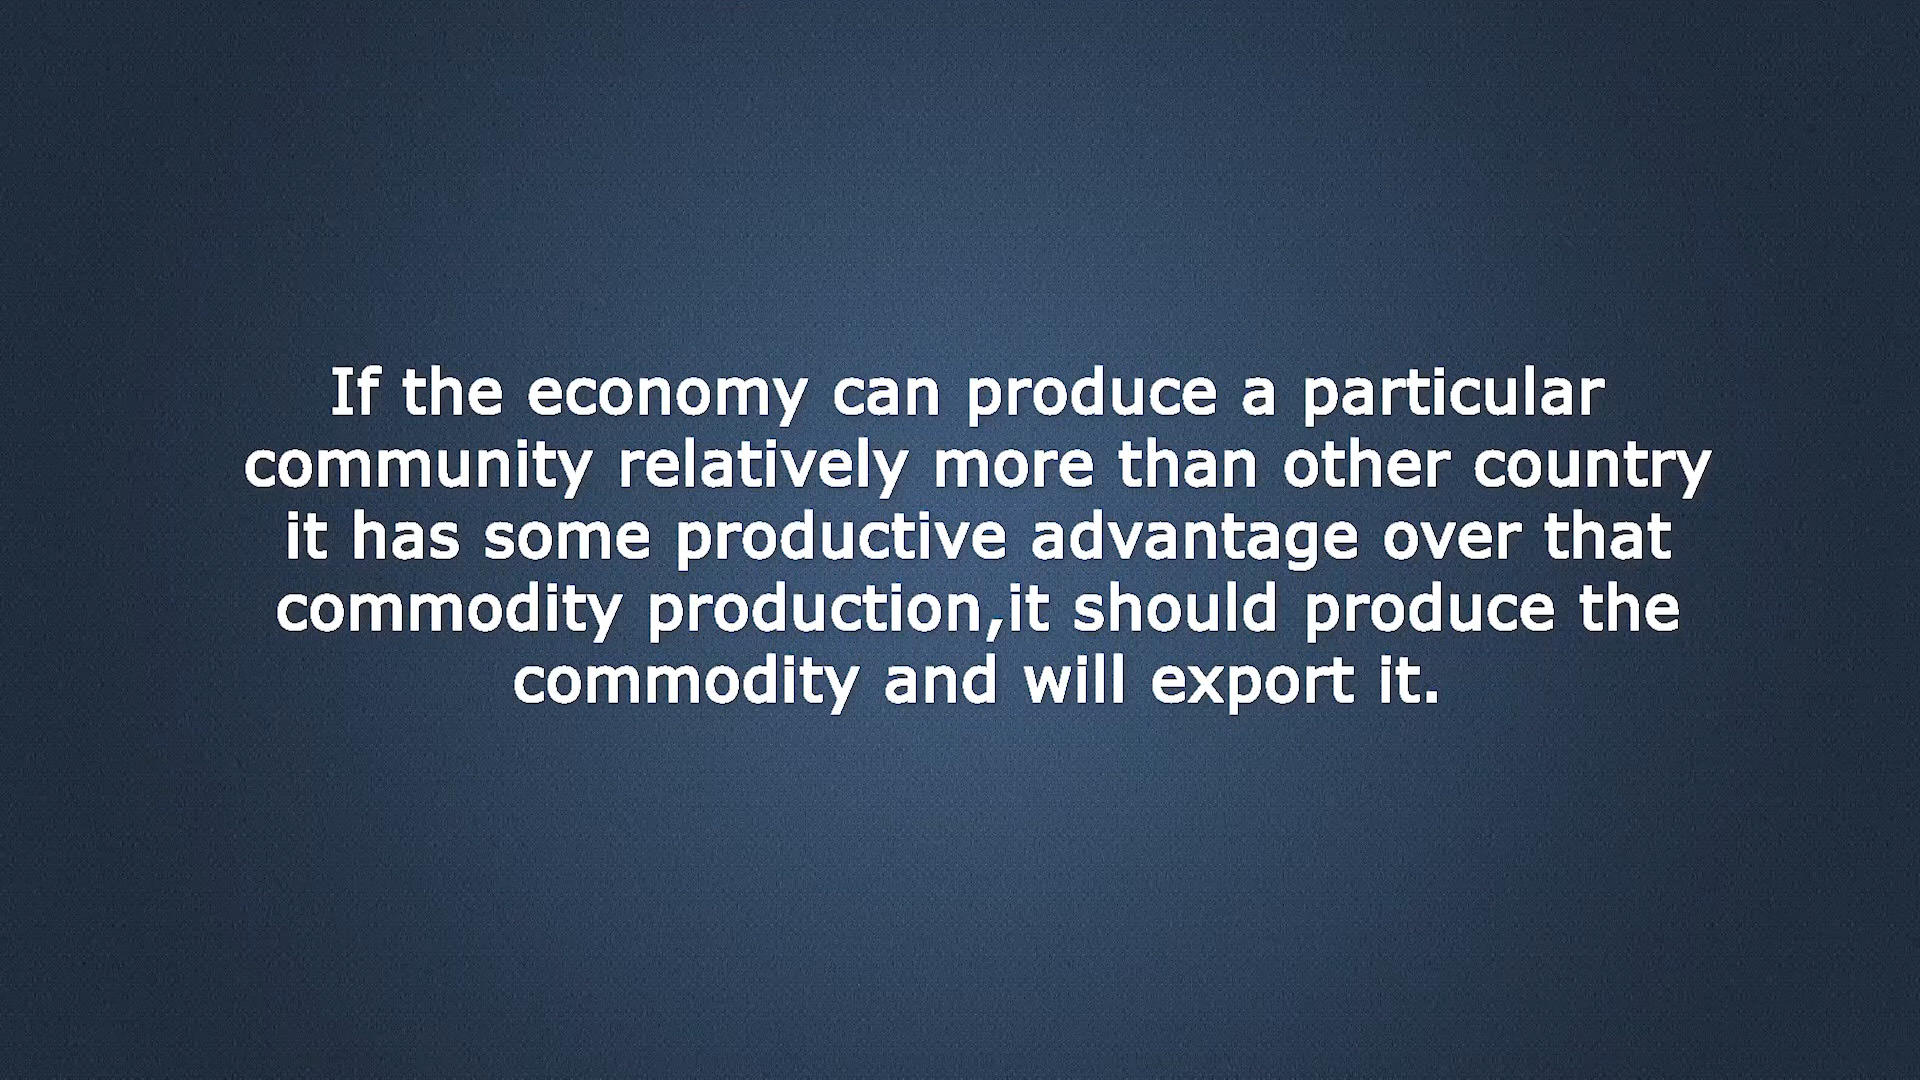 If the economy can produce a particular
community relatively more than other country
it has some productive advantage over that
commodity production,it should produce the
commodity and will export it.